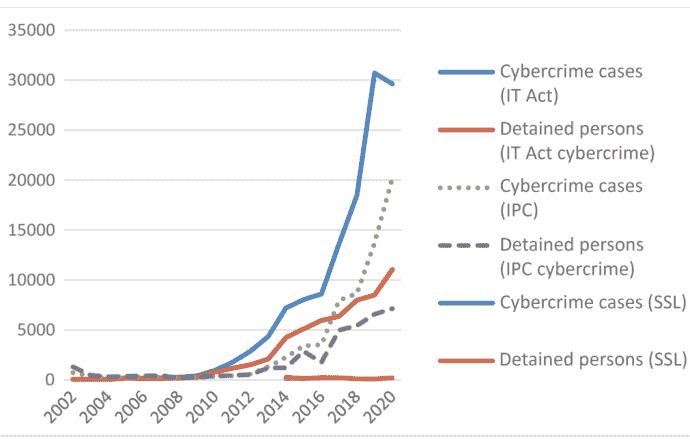 35000
30000
25000
20000
15000
10000
5000
0
2002
2004
2006
2008
2010
2012
2014
2016
2018
2020
Cybercrime cases
(IT Act)
Detained persons
(IT Act cybercrime)
Cybercrime cases
(IPC)
Detained persons
(IPC cybercrime)
Cybercrime cases (SSL)
Detained persons (SSL)